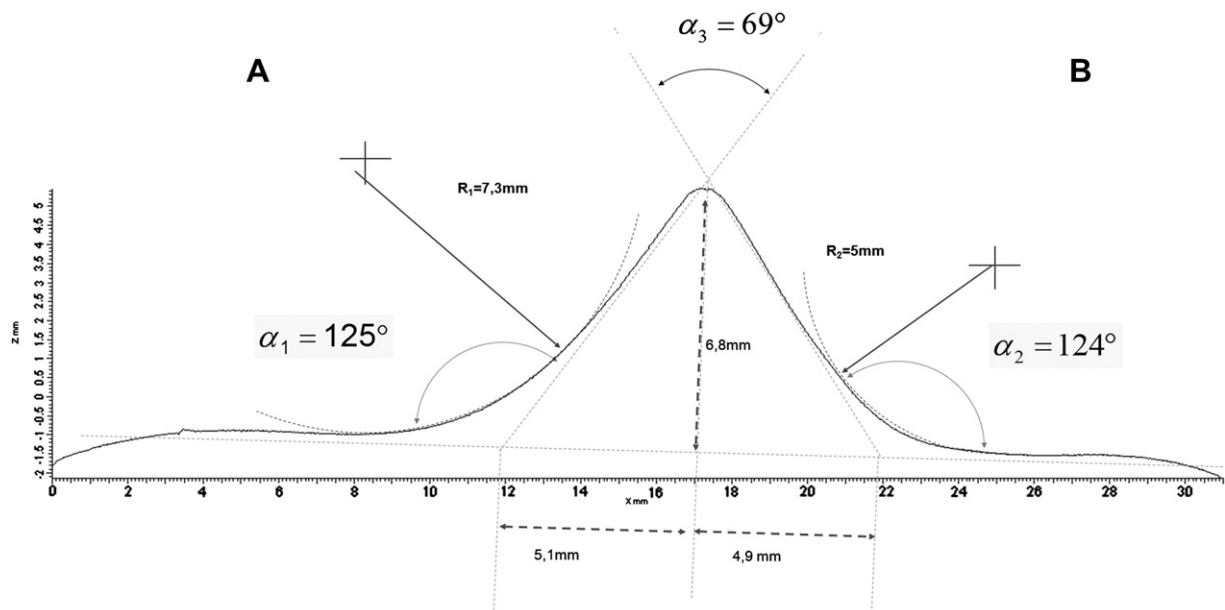 α₃ = 69°
A
B
R₁=7,3mm
R₂=5mm
α₁ = 125°
α₂ = 124°
6,8mm
Z mm
5
4.5
4
3.5
3
2.5
2
1.5
1
0.5
0
-0.5
-1
-1.5
-2
0 2 4 6 8 10 12 14 16 18 20 22 24 26 28 30
X mm
5,1mm
4,9 mm